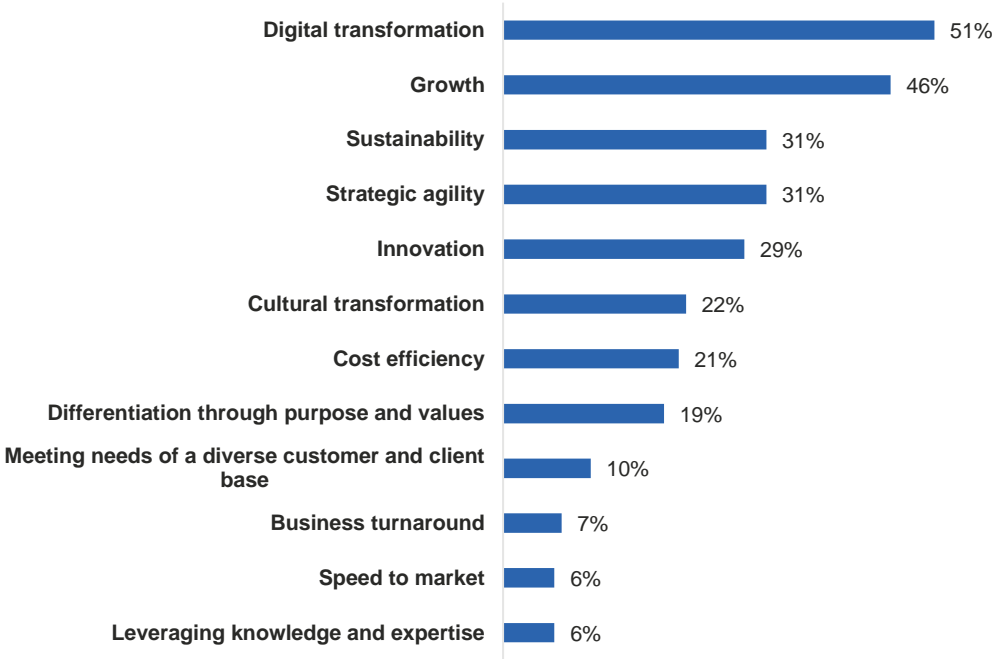 Digital transformation 51%
Growth 46%
Sustainability 31%
Strategic agility 31%
Innovation 29%
Cultural transformation 22%
Cost efficiency 21%
Differentiation through purpose and values 19%
Meeting needs of a diverse customer and client
base 10%
Business turnaround 7%
Speed to market 6%
Leveraging knowledge and expertise 6%